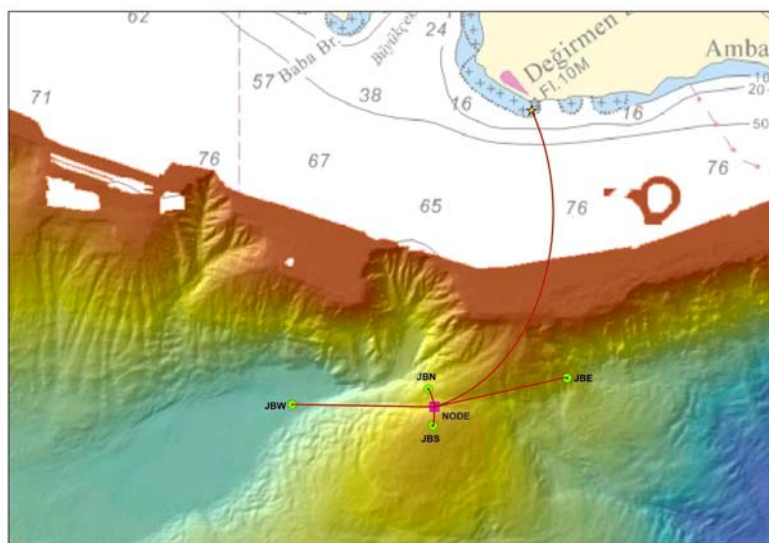 62
24
Baba Br.
Büyükçek
Değirmen
Amba
Fl.10M
71
57
38
16
16
10
20
50
76
67
65
76
76
JBN
JBE
JBW
NODE
JBS